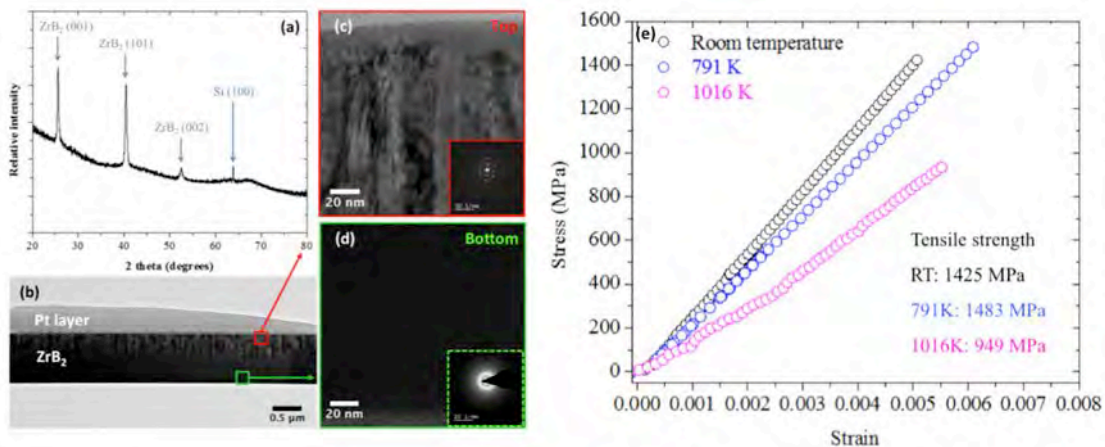 (a)
ZrB₂ (001)
ZrB₂ (101)
Si (100)
ZrB₂ (002)
Relative intensity
20 30 40 50 60 70 80
2 theta (degrees)
(b)
Pt layer
ZrB₂
0.5 μm
(c)
Top
20 nm
(d)
Bottom
20 nm
(e)
Room temperature
791 K
1016 K
1600
1400
1200
1000
800
600
400
200
0
Stress (MPa)
Tensile strength
RT: 1425 MPa
791K: 1483 MPa
1016K: 949 MPa
0.000 0.001 0.002 0.003 0.004 0.005 0.006 0.007 0.008
Strain